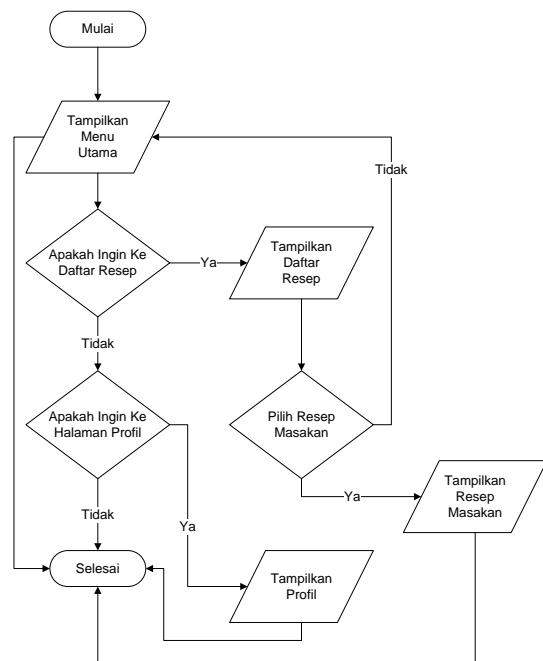 Mulai
Tampilkan
Menu
Utama
Tidak
Apakah Ingin Ke
Daftar Resep
Ya
Tampilkan
Daftar
Resep
Tidak
Apakah Ingin Ke
Halaman Profil
Pilih Resep
Masakan
Ya
Tampilkan
Resep
Masakan
Tidak
Ya
Selesai
Tampilkan
Profil